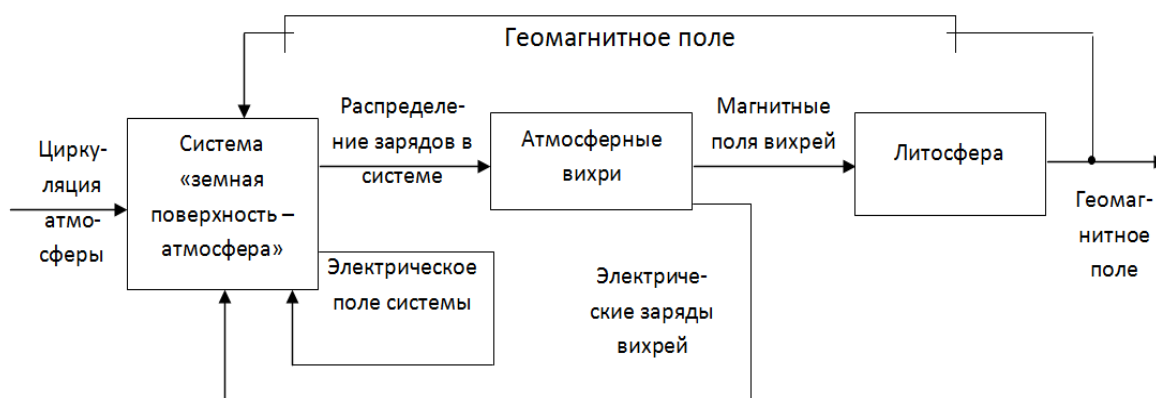 Геомагнитное поле
Цирку-
ляция
атмо-
сферы
Система
«земная
поверхность –
атмосфера»
Распределе-
ние зарядов в
системе
Атмосферные
вихри
Магнитные
поля вихрей
Литосфера
Геомаг-
нитное
поле
Электрическое
поле системы
Электриче-
ские заряды
вихрей